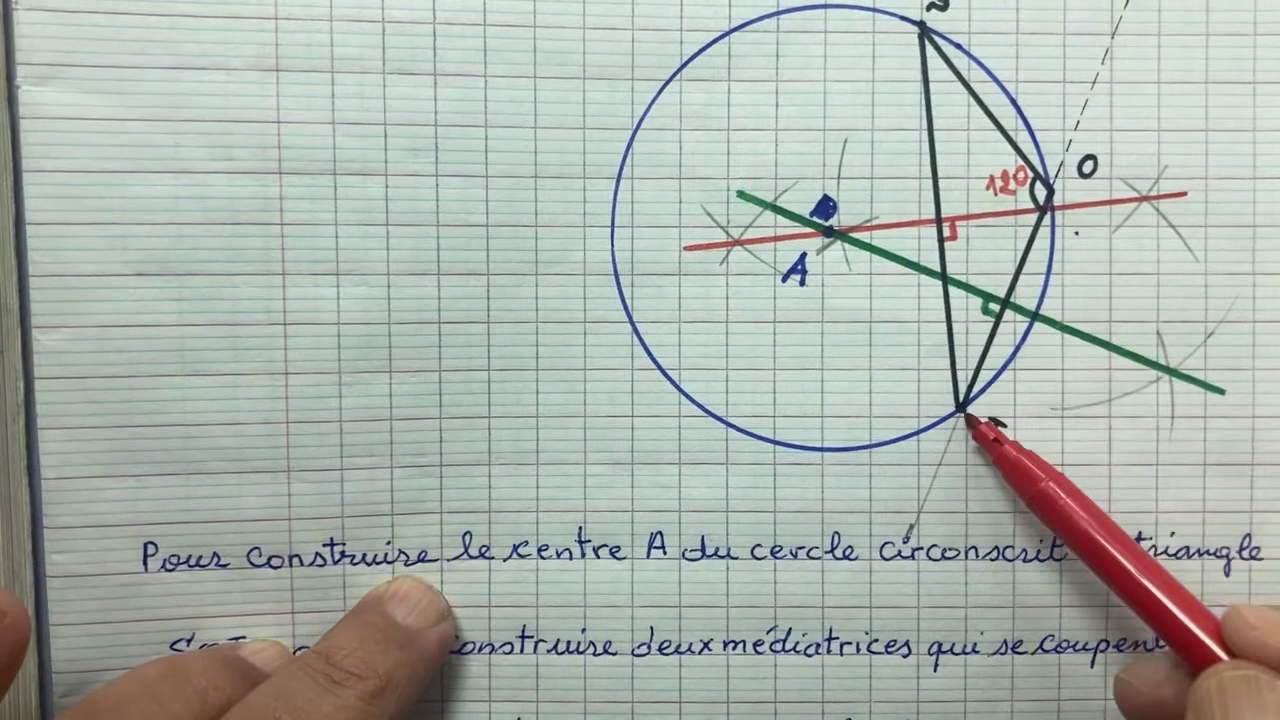 O
120
A
Pour construire le centre A du cercle circonscrit triangle
construire deux médiatrices qui se coupent